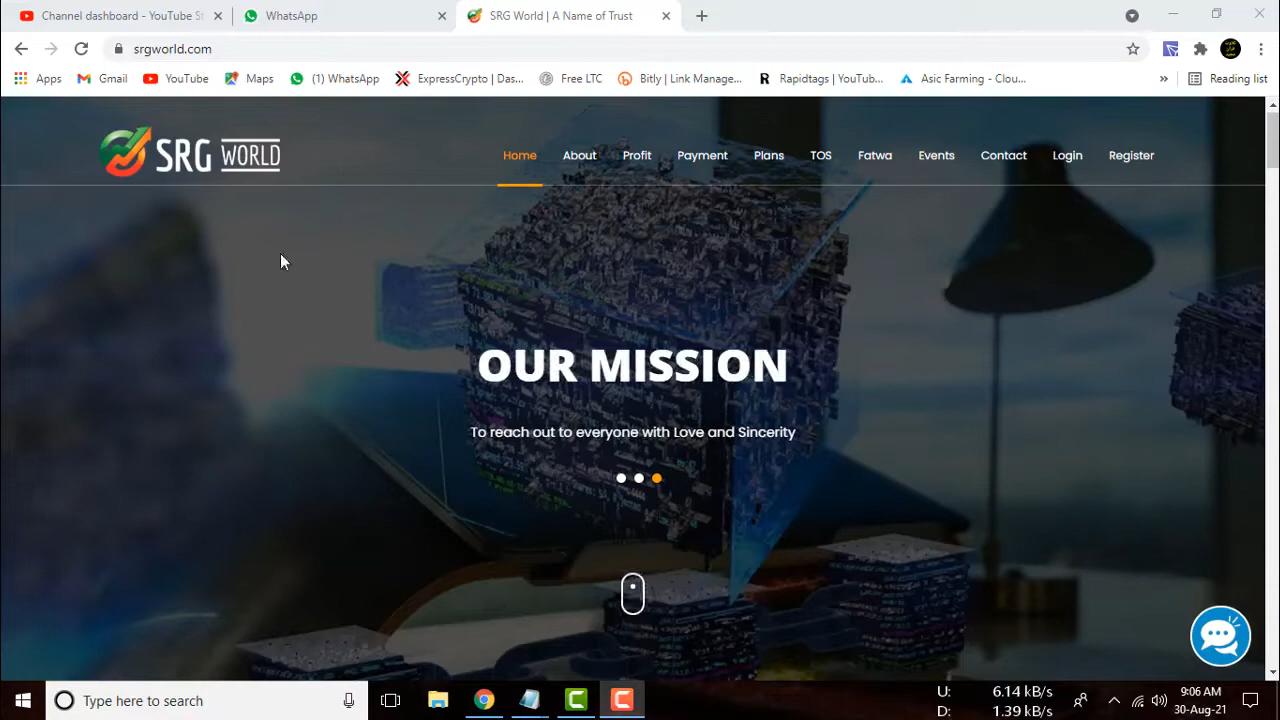 Channel dashboard - YouTube St
WhatsApp
SRG World | A Name of Trust
srgworld.com
Apps
Gmail
YouTube
Maps
(1) WhatsApp
ExpressCrypto | Das...
Free LTC
Bitly | Link Manage...
Rapidtags | YouTub...
Asic Farming - Clou...
»
Reading list
SRG WORLD
Home
About
Profit
Payment
Plans
TOS
Fatwa
Events
Contact
Login
Register
OUR MISSION
To reach out to everyone with Love and Sincerity
Type here to search
U: 6.14 kB/s
D: 1.39 kB/s
9:06 AM
30-Aug-21